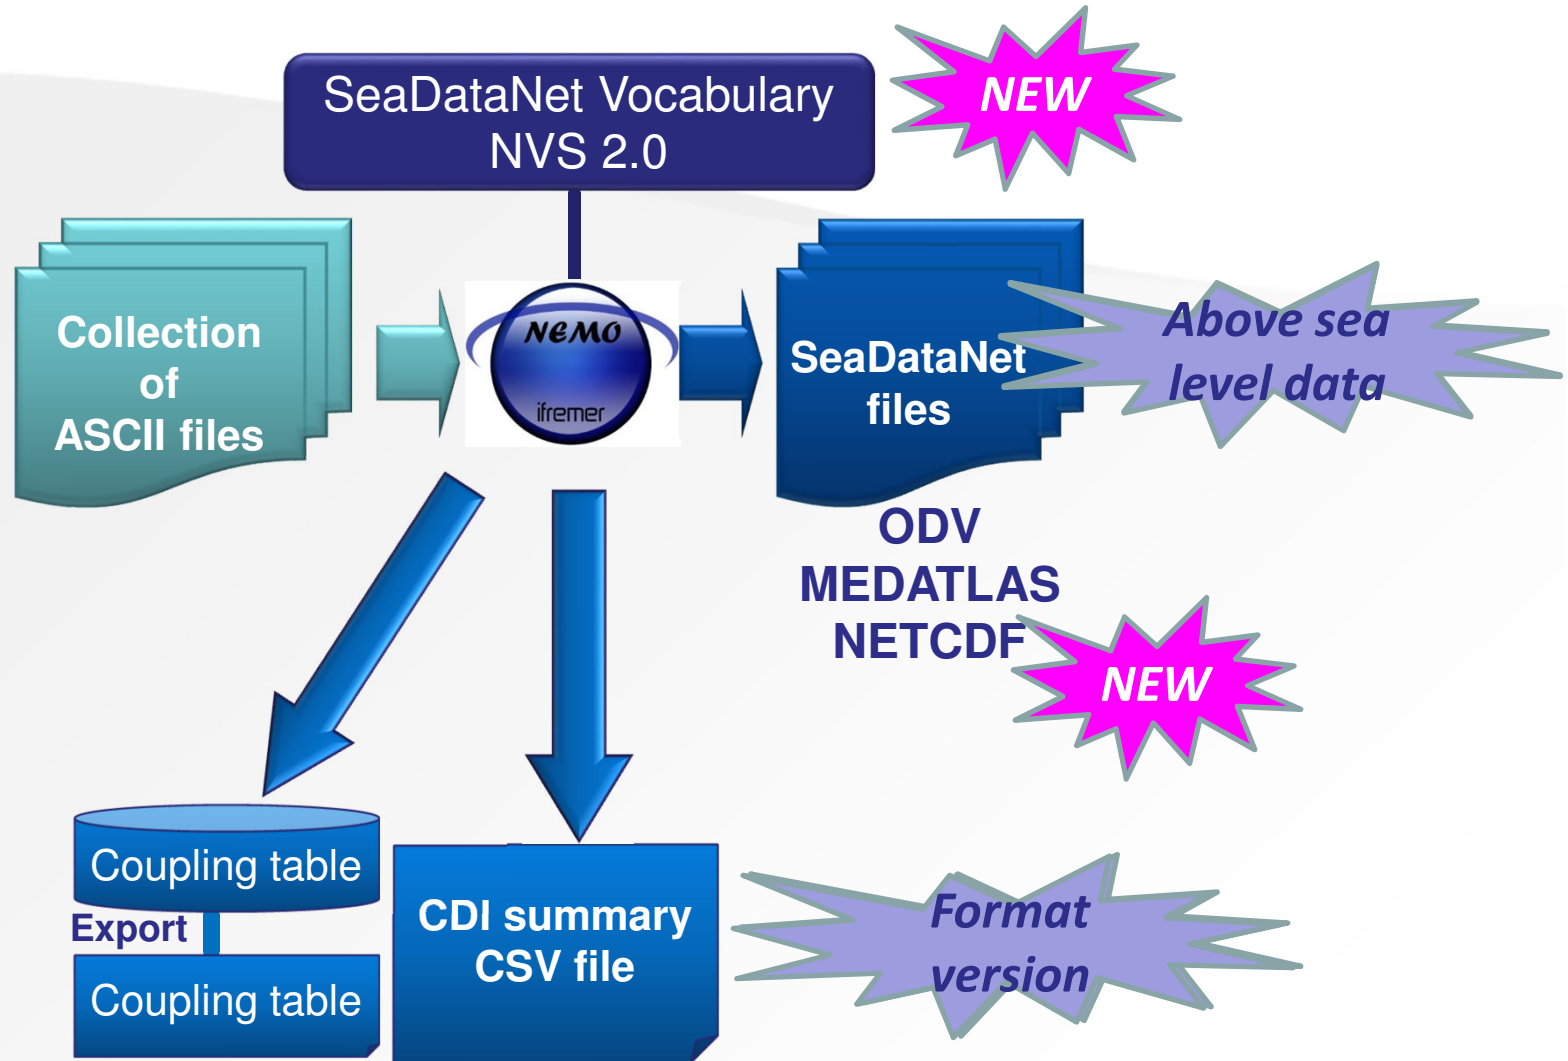 SeaDataNet Vocabulary
NVS 2.0
NEW
Collection
of
ASCII files
NEMO
ifremer
SeaDataNet
files
Above sea
level data
ODV
MEDATLAS
NETCDF
NEW
Coupling table
Export
Coupling table
CDI summary
CSV file
Format
version